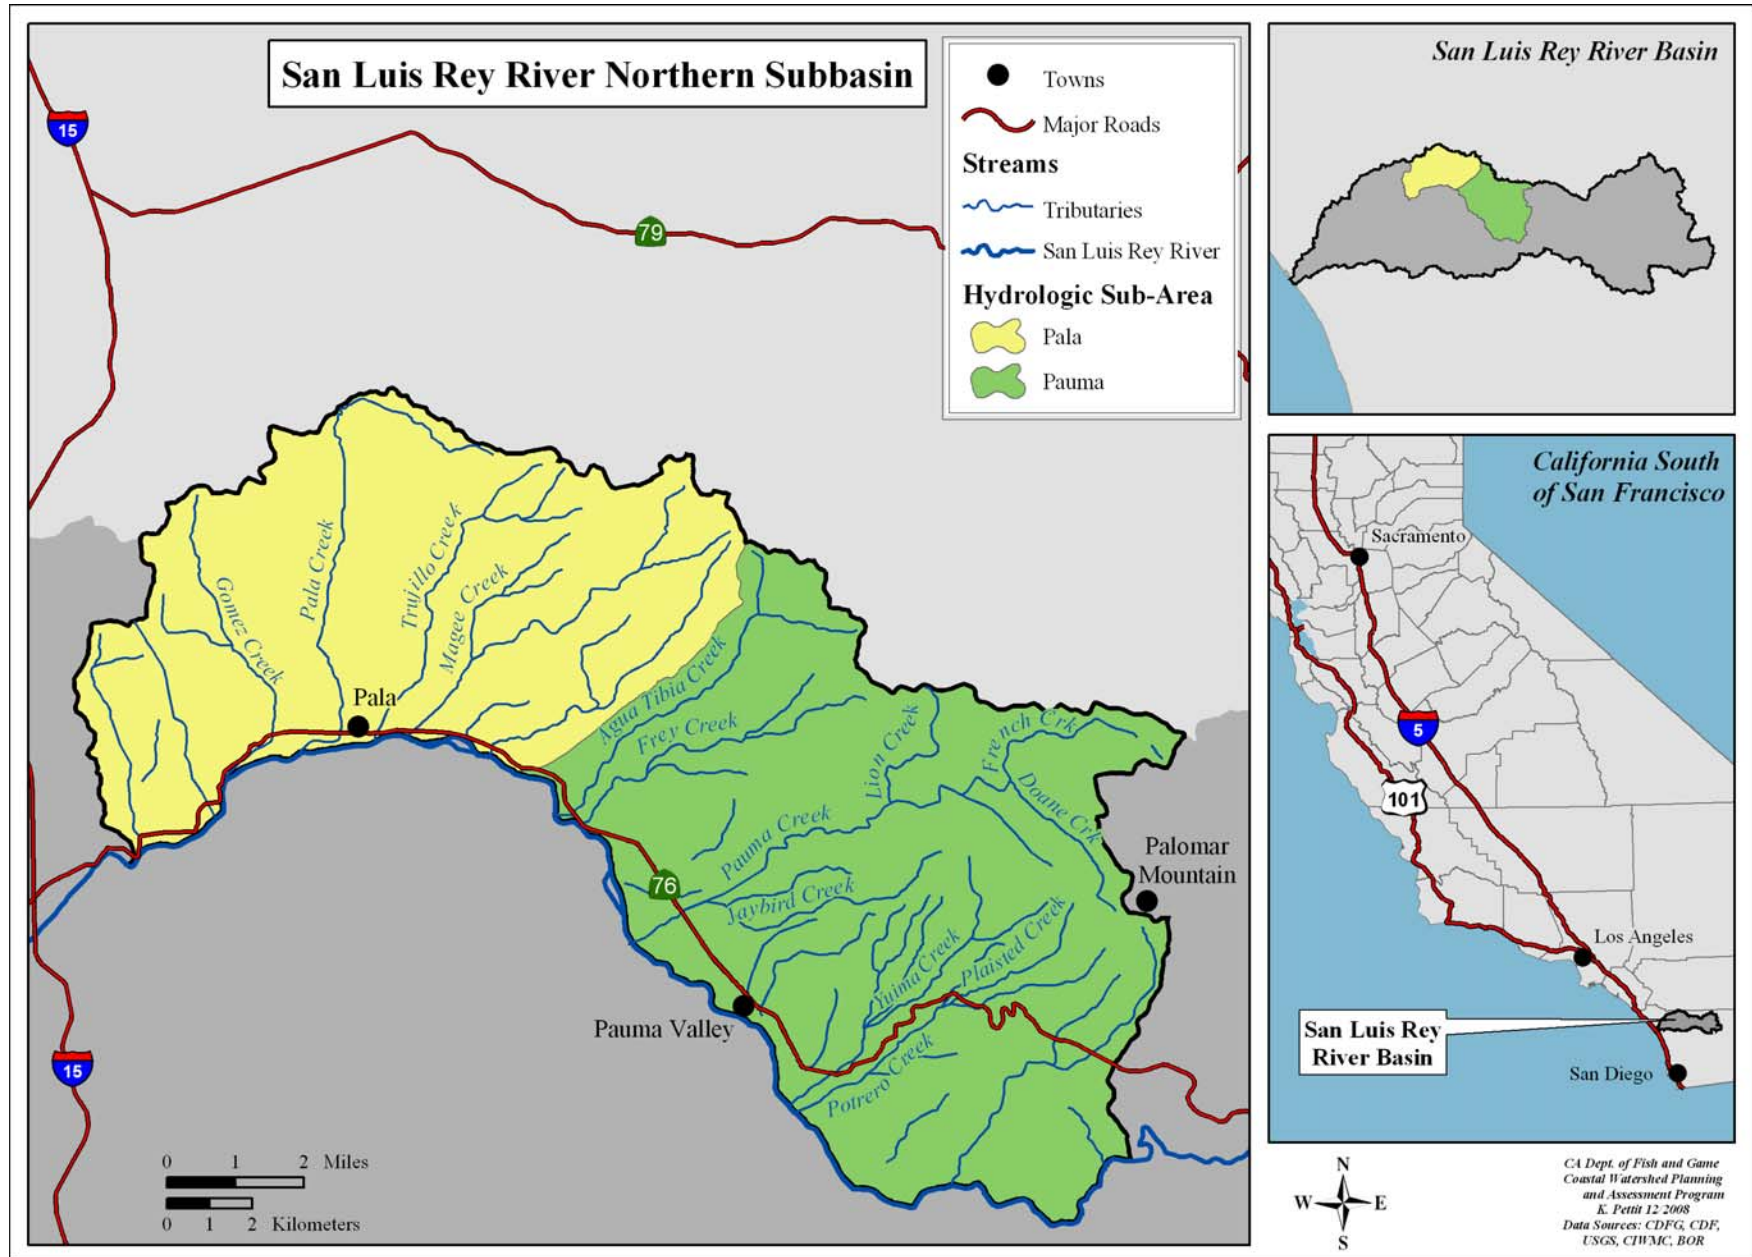 San Luis Rey River Northern Subbasin
15
79
Towns
Major Roads
Streams
Tributaries
San Luis Rey River
Hydrologic Sub-Area
Pala
Pauma
Gomez Creek
Pala Creek
Trujillo Creek
Magee Creek
Pala
Agua Tibia Creek
Frey Creek
Lion Creek
French Crk
Doane Crk
Pauma Creek
Jaybird Creek
76
Palomar
Mountain
Yuima Creek
Plaisted Creek
Pauma Valley
Potrero Creek
15
0 1 2 Miles
0 1 2 Kilometers
San Luis Rey River Basin
California South
of San Francisco
Sacramento
5
101
Los Angeles
San Luis Rey
River Basin
San Diego
N
W E
S
CA Dept. of Fish and Game
Coastal Watershed Planning
and Assessment Program
K. Pettit 12/2008
Data Sources: CDFG, CDF,
USGS, CIWMC, BOR